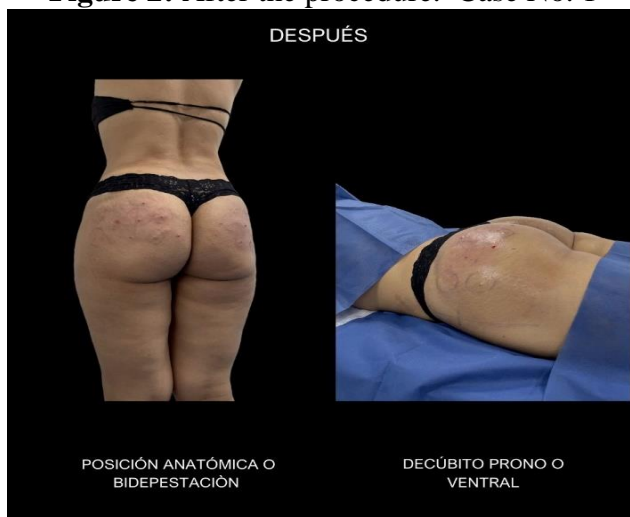 Figure 2: After the procedure. Case No. 1
DESPUÉS
POSICIÓN ANATÓMICA O
BIDEPESTACIÒN
DECÚBITO PRONO O
VENTRAL